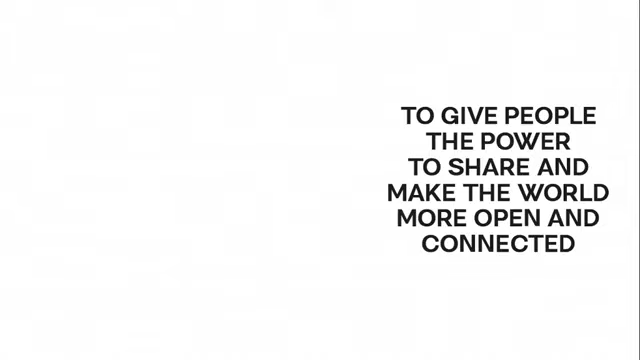 TO GIVE PEOPLE
THE POWER
TO SHARE AND
MAKE THE WORLD
MORE OPEN AND
CONNECTED